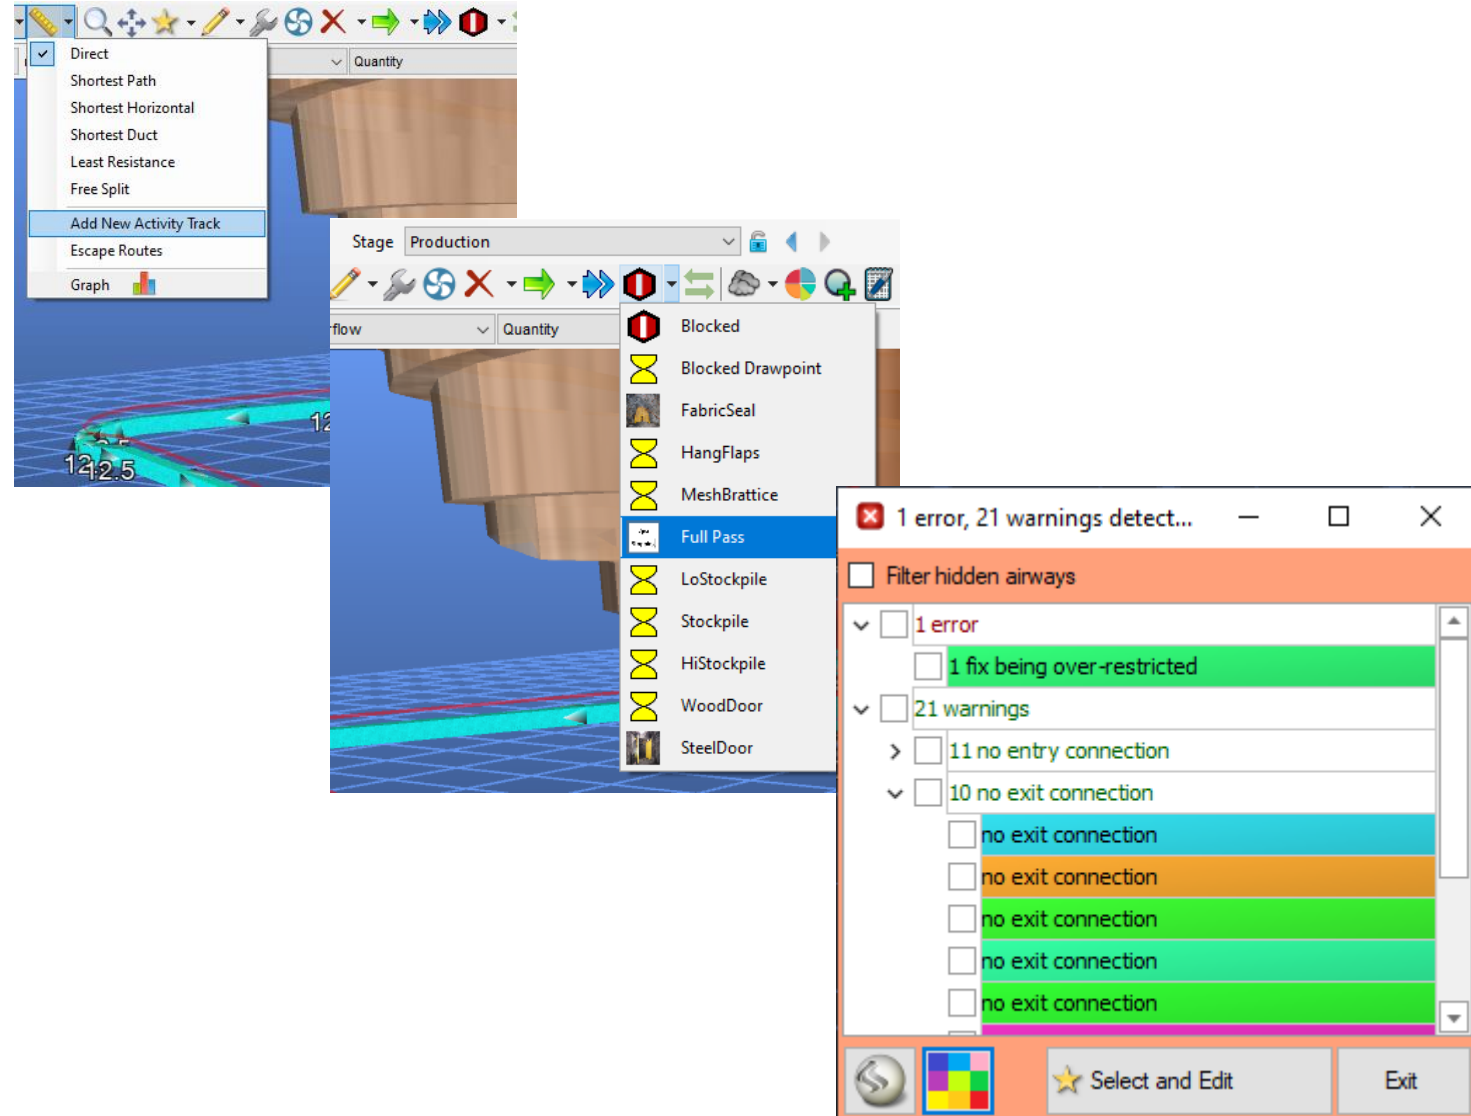 Quantity
Direct
Shortest Path
Shortest Horizontal
Shortest Duct
Least Resistance
Free Split
Add New Activity Track
Escape Routes
Graph
12.5
Stage Production
Quantity
Blocked
Blocked Drawpoint
FabricSeal
HangFlaps
MeshBrattice
Full Pass
LoStockpile
Stockpile
HiStockpile
WoodDoor
SteelDoor
1 error, 21 warnings detect...
Filter hidden airways
1 error
1 fix being over-restricted
21 warnings
11 no entry connection
10 no exit connection
no exit connection
no exit connection
no exit connection
no exit connection
no exit connection
Select and Edit
Exit